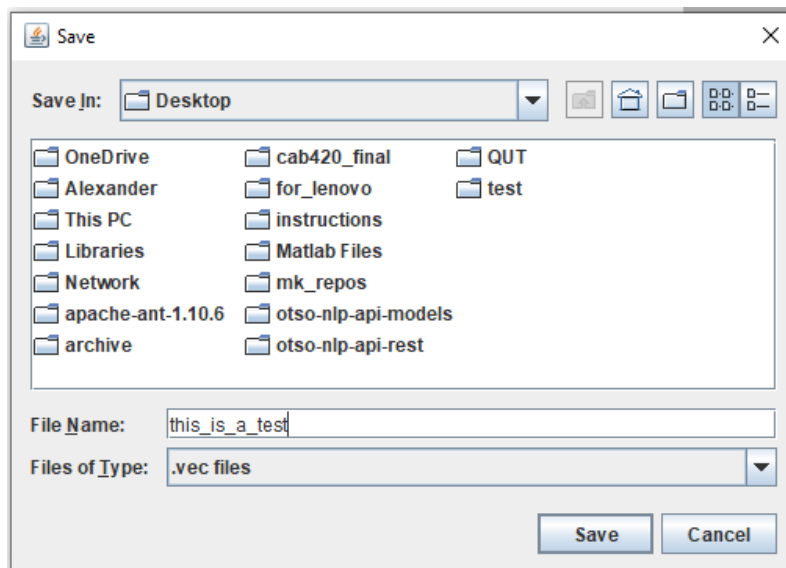 Save
Save In: Desktop
OneDrive cab420_final QUT
Alexander for_lenovo test
This PC instructions
Libraries Matlab Files
Network mk_repos
apache-ant-1.10.6 otso-nlp-api-models
archive otso-nlp-api-rest
File Name: this_is_a_test
Files of Type: .vec files
Save Cancel